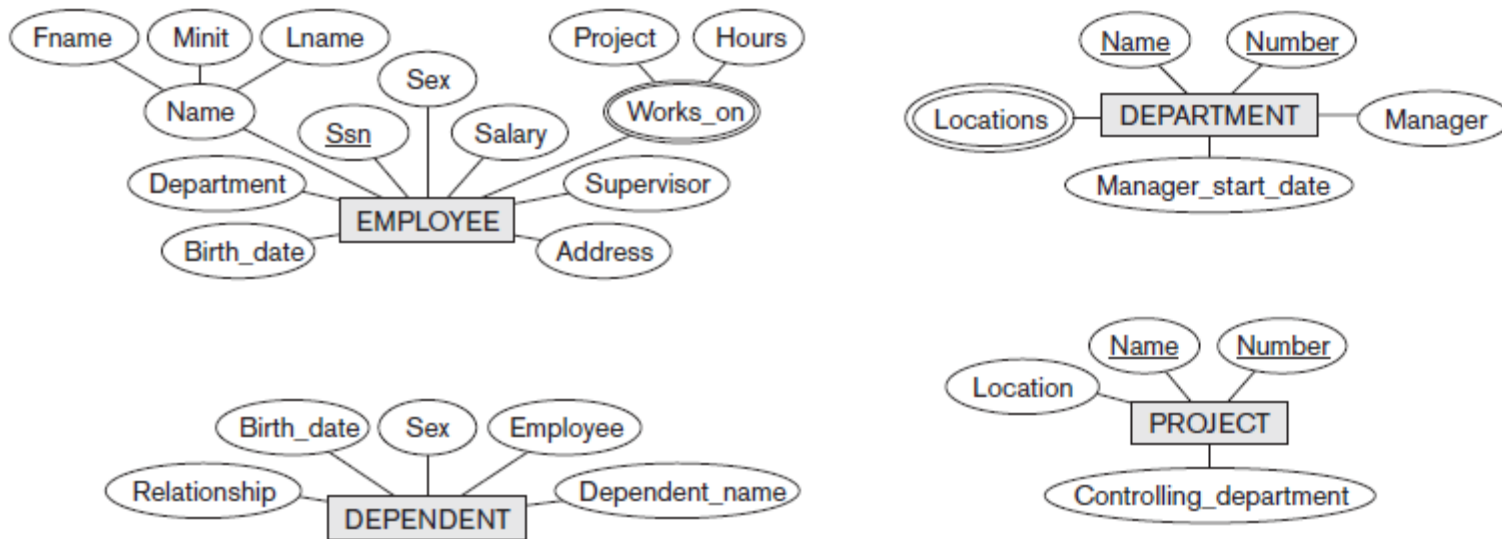 Fname
Minit
Lname
Name
Sex
Ssn
Salary
Project
Hours
Works_on
Department
Supervisor
EMPLOYEE
Birth_date
Address
Name
Number
Locations
DEPARTMENT
Manager
Manager_start_date
Birth_date
Sex
Employee
Relationship
Dependent_name
DEPENDENT
Name
Number
Location
PROJECT
Controlling_department